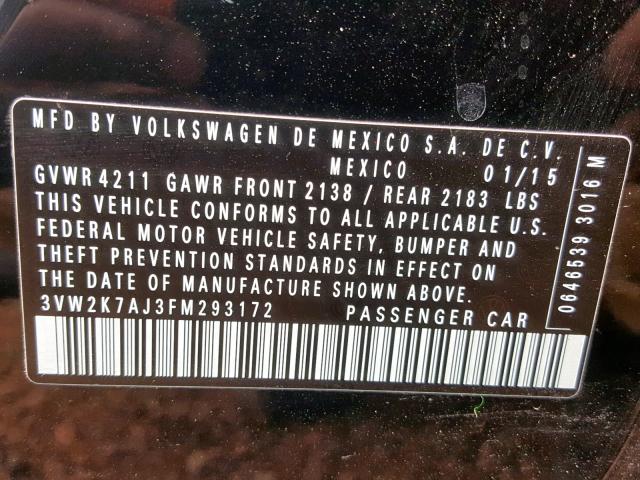 MFD BY VOLKSWAGEN DE MEXICO S.A. DE C.V.
MEXICO 01/15
GVWR 4211 GAWR FRONT 2138 / REAR 2183 LBS
THIS VEHICLE CONFORMS TO ALL APPLICABLE U.S.
FEDERAL MOTOR VEHICLE SAFETY, BUMPER AND
THEFT PREVENTION STANDARDS IN EFFECT ON
THE DATE OF MANUFACTURE SHOWN ABOVE.
3VW2K7AJ3FM293172 PASSENGER CAR
0646539 3016 M